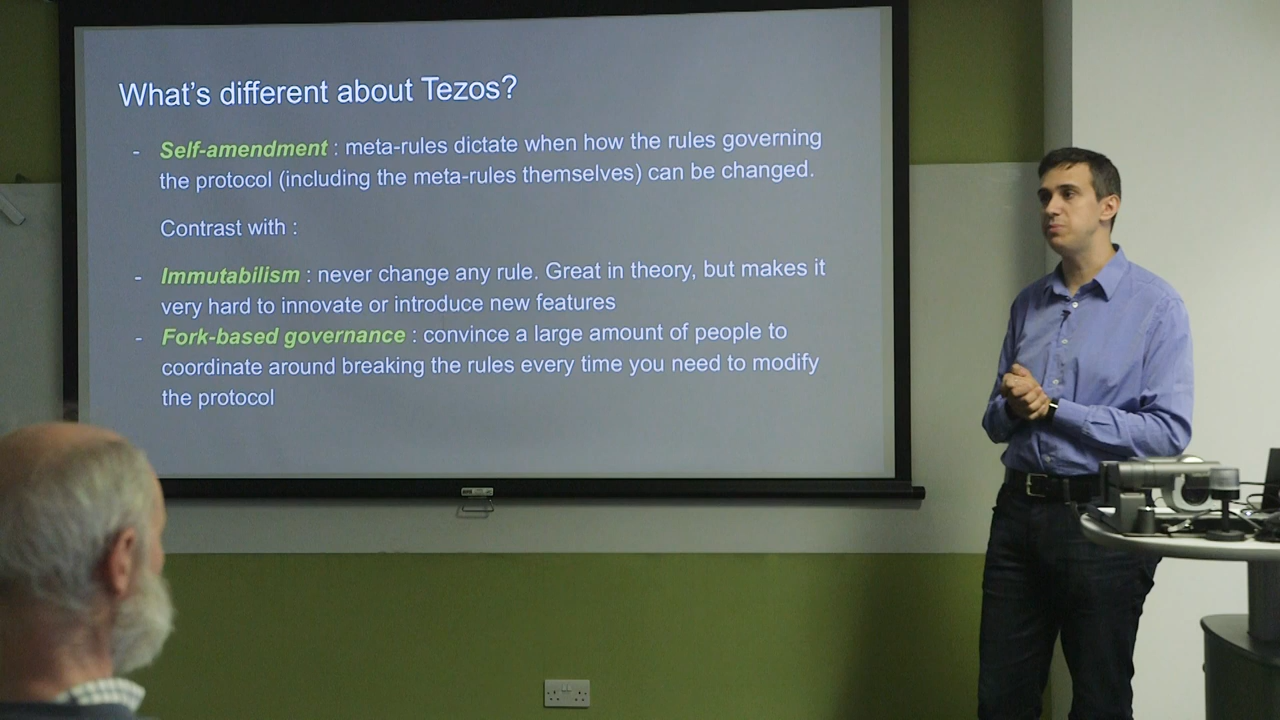 What's different about Tezos?
- Self-amendment : meta-rules dictate when how the rules governing
the protocol (including the meta-rules themselves) can be changed.
Contrast with :
- Immutabilism : never change any rule. Great in theory, but makes it
very hard to innovate or introduce new features
- Fork-based governance : convince a large amount of people to
coordinate around breaking the rules every time you need to modify
the protocol